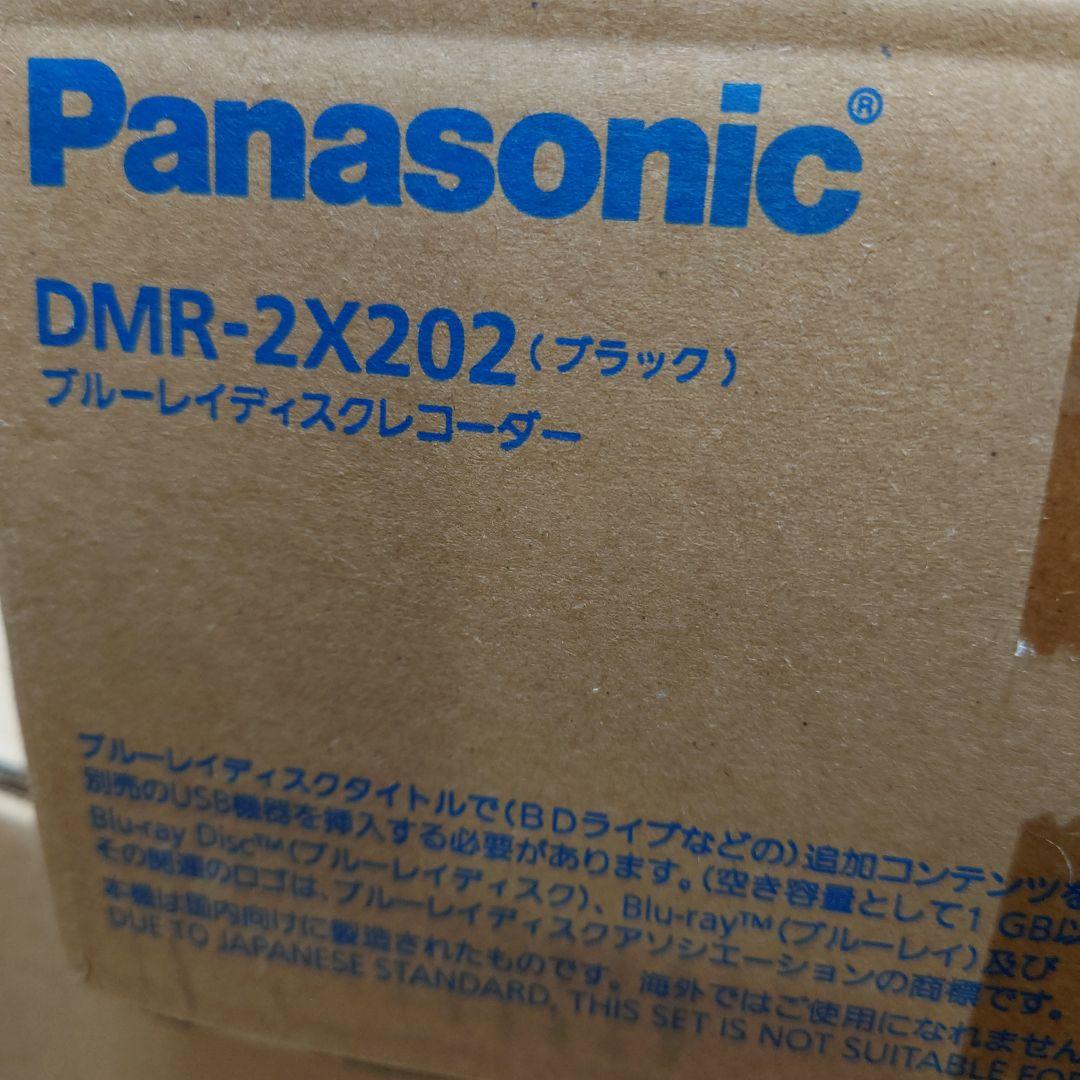 Panasonic®
DMR-2X202(ブラック)
ブルーレイディスクレコーダー
ブルーレイディスクタイトルで(BDライブなどの)追加コンテンツを
別売のUSB機器を挿入する必要があります。(空き容量として1 GB以
Blu-ray Disc™(ブルーレイディスク)、Blu-ray™(ブルーレイ)及び
その関連のロゴは、ブルーレイディスクアソシエーションの商標です。
本機は国内向けに製造されたものです。海外ではご使用になれません
DUE TO JAPANESE STANDARD, THIS SET IS NOT SUITABLE FOR